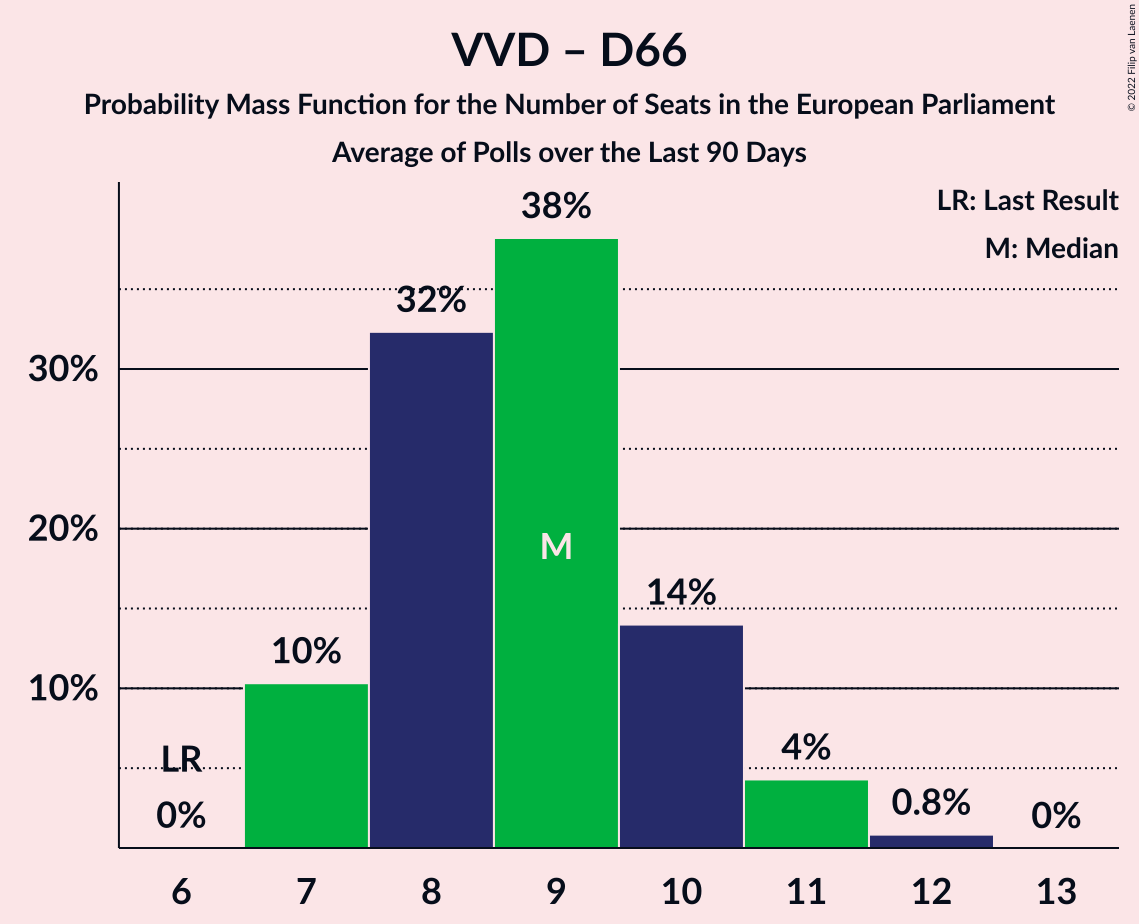 VVD – D66
Probability Mass Function for the Number of Seats in the European Parliament
Average of Polls over the Last 90 Days
© 2022 Filip van Laenen
LR: Last Result
M: Median
38%
32%
30%
20%
M
14%
10%
10%
LR
4%
0%
0.8%
0%
6 7 8 9 10 11 12 13